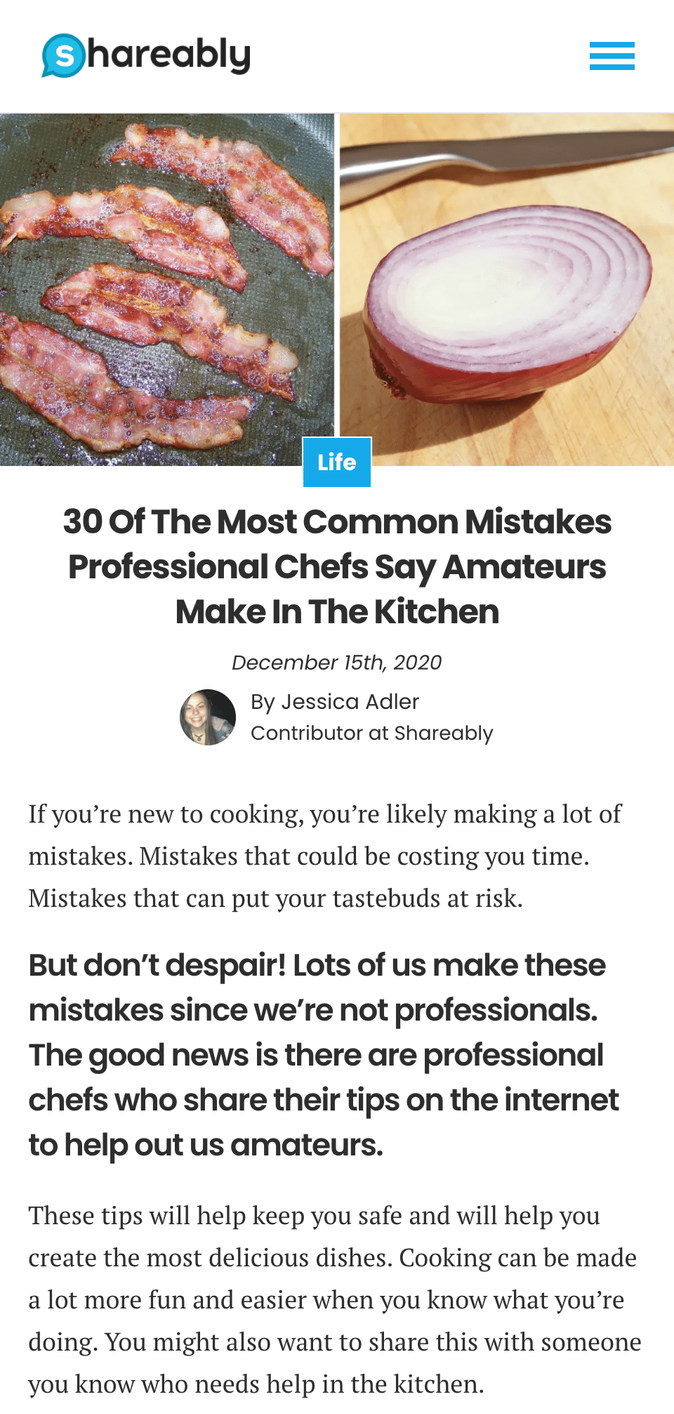 Shareably
Life
30 Of The Most Common Mistakes
Professional Chefs Say Amateurs
Make In The Kitchen
December 15th, 2020
By Jessica Adler
Contributor at Shareably
If you’re new to cooking, you’re likely making a lot of
mistakes. Mistakes that could be costing you time.
Mistakes that can put your tastebuds at risk.
But don’t despair! Lots of us make these
mistakes since we’re not professionals.
The good news is there are professional
chefs who share their tips on the internet
to help out us amateurs.
These tips will help keep you safe and will help you
create the most delicious dishes. Cooking can be made
a lot more fun and easier when you know what you’re
doing. You might also want to share this with someone
you know who needs help in the kitchen.